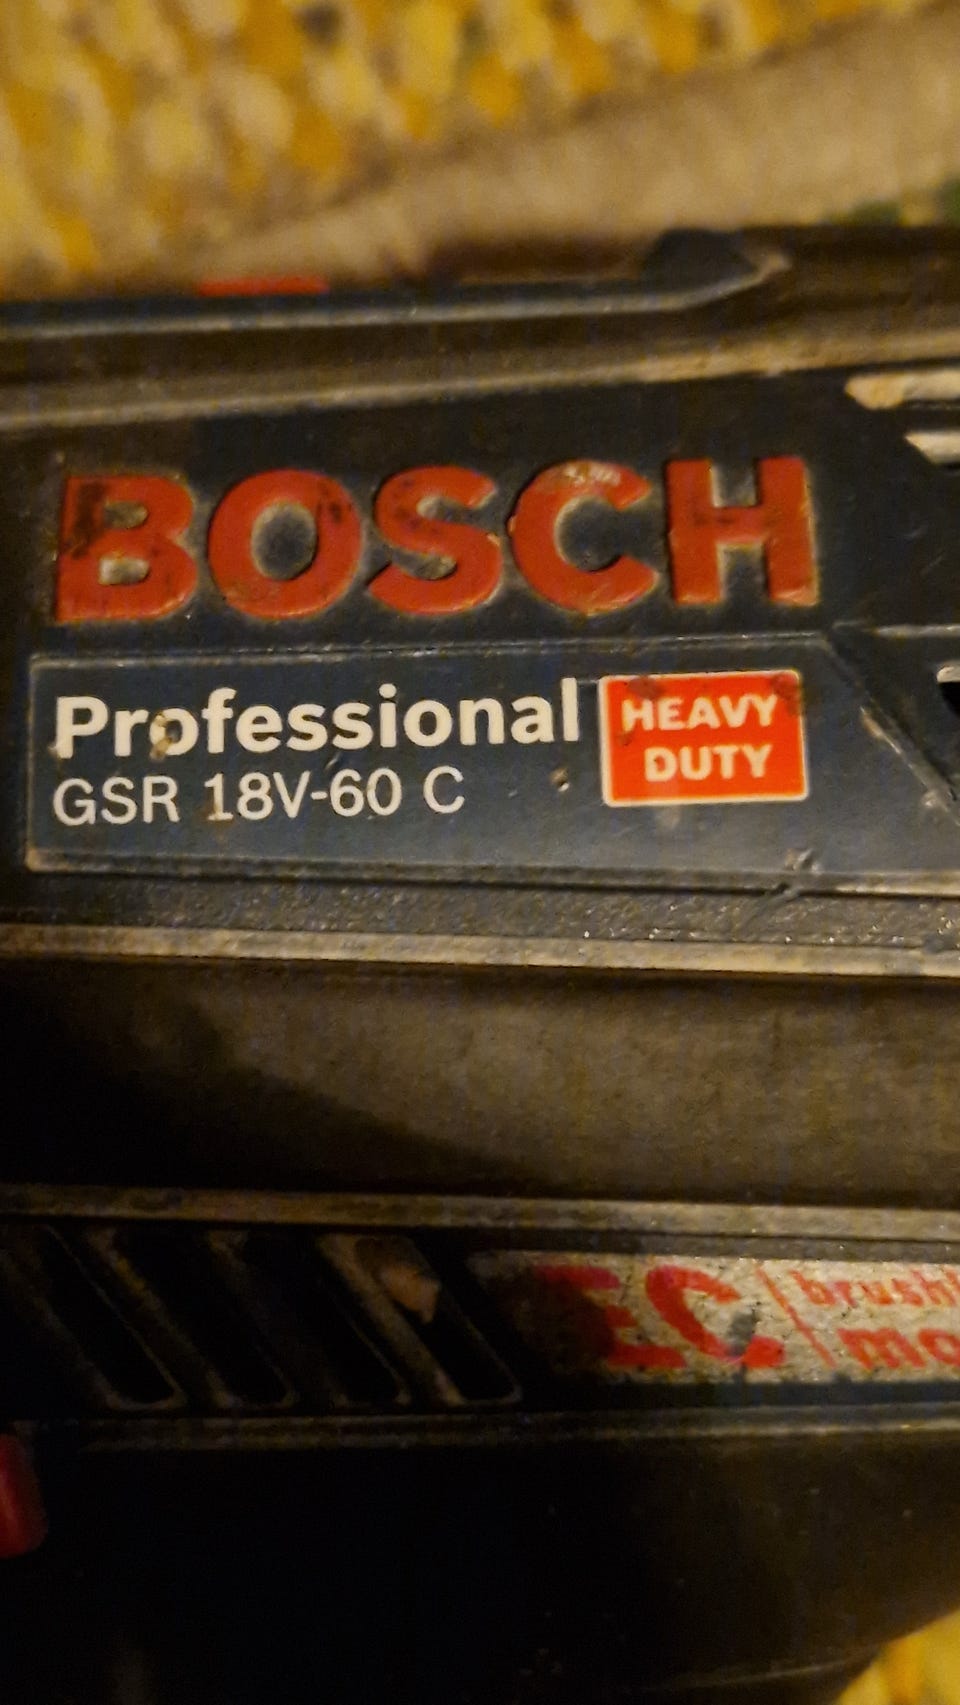 BOSCH
Professional
GSR 18V-60 C
HEAVY
DUTY
EC